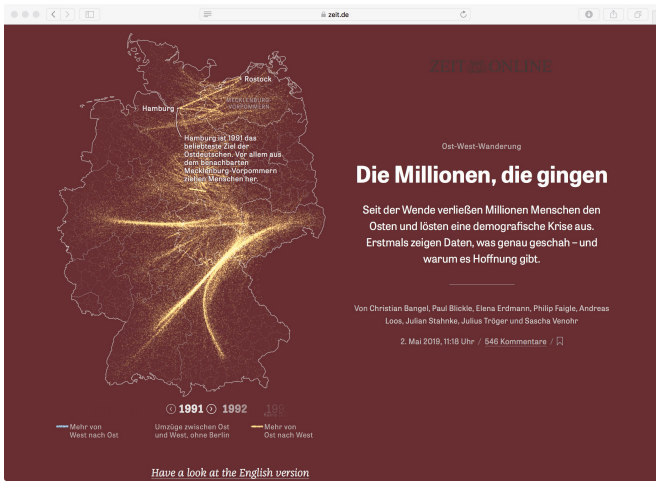 zeit.de
ZEIT ONLINE
Rostock
MECKLENBURG-
VORPOMMERN
Hamburg
Hamburg ist 1991 das
beliebteste Ziel der
Ostdeutschen. Vor allem aus
dem benachbarten
Mecklenburg-Vorpommern
ziehen Menschen her.
Ost-West-Wanderung
Die Millionen, die gingen
Seit der Wende verließen Millionen Menschen den
Osten und lösten eine demografische Krise aus.
Erstmals zeigen Daten, was genau geschah – und
warum es Hoffnung gibt.
Von Christian Bangel, Paul Blickle, Elena Erdmann, Philip Faigle, Andreas
Loos, Julian Stahnke, Julius Tröger und Sascha Venohr
2. Mai 2019, 11:18 Uhr / 546 Kommentare /
1991 1992
Mehr von
West nach Ost
Umzüge zwischen Ost
und West, ohne Berlin
Mehr von
Ost nach West
Have a look at the English version